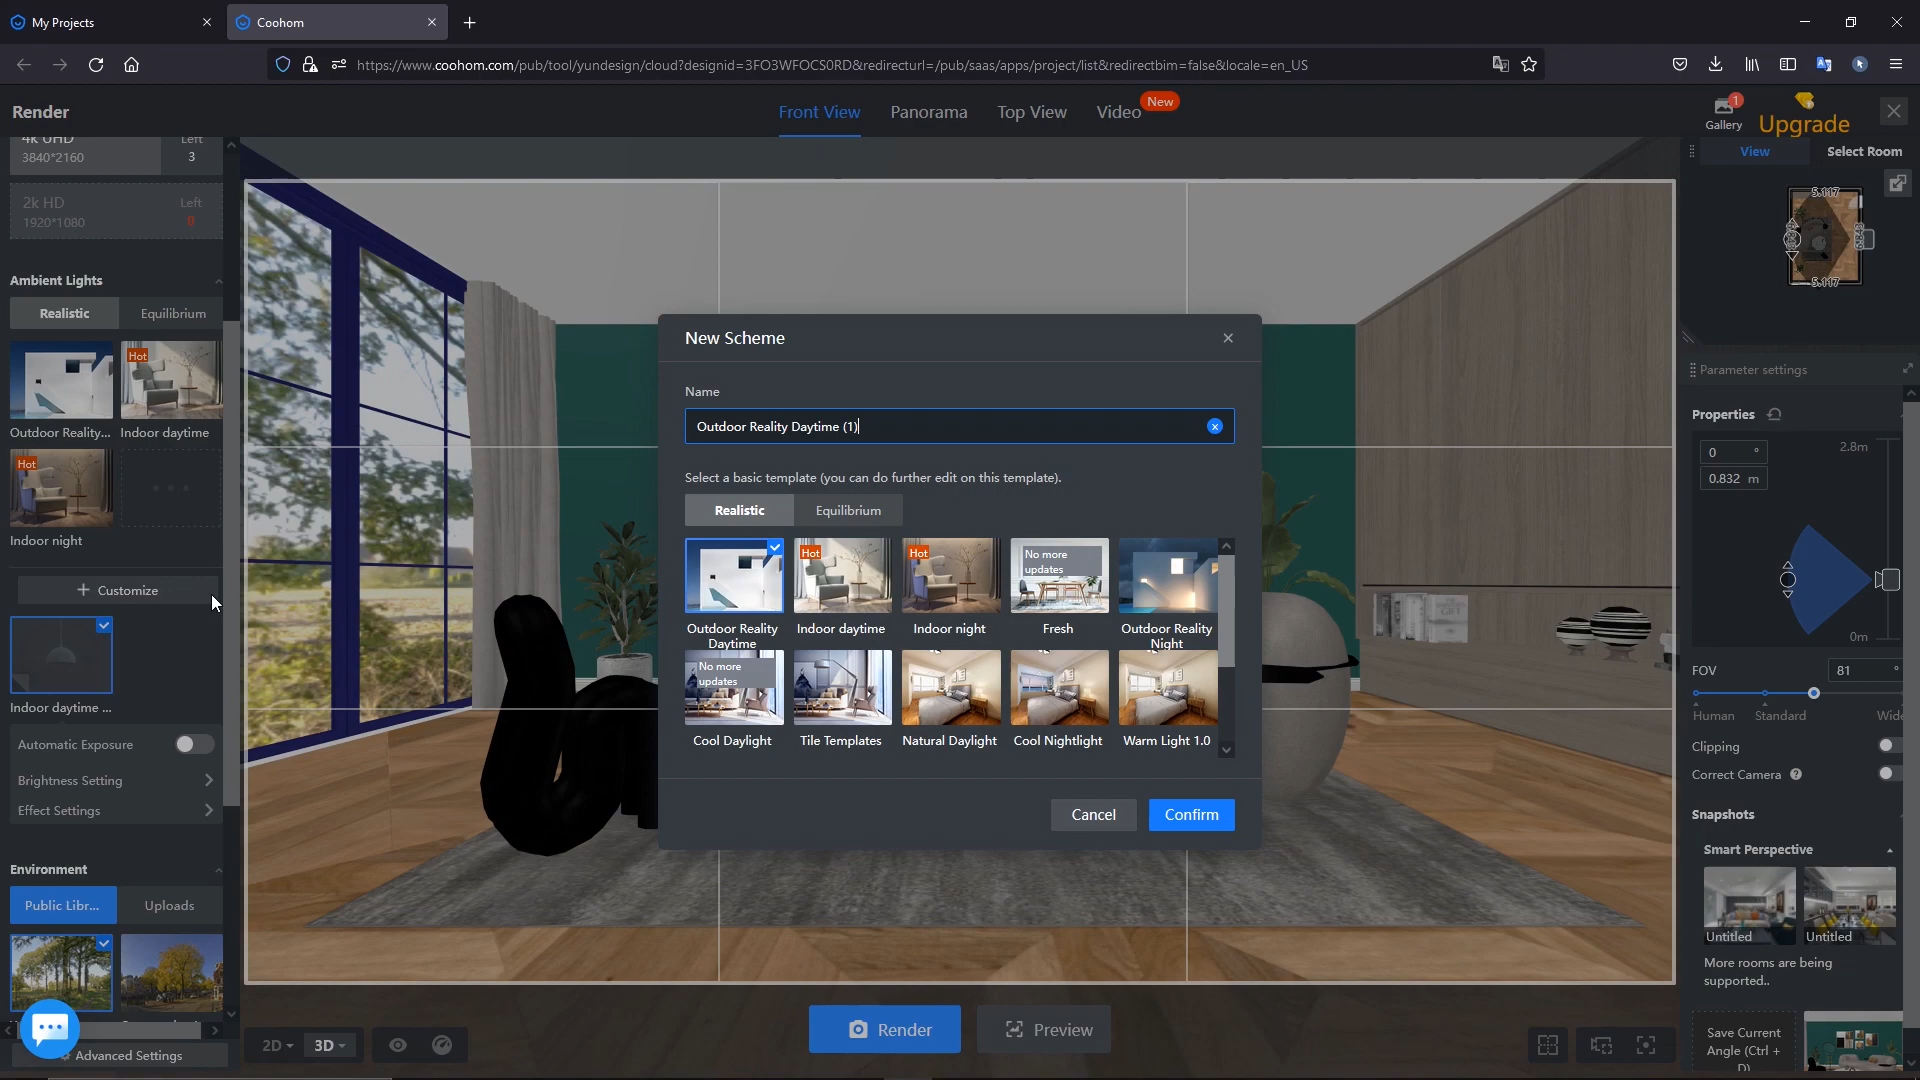 My Projects
Coohom
https://www.coohom.com/pub/tool/yundesign/cloud?designid=3FO3WFOCS0RD&redirecturl=/pub/saas/apps/project/list&redirectbim=false&locale=en_US
Render
Front View
Panorama
Top View
Video
New
1
Gallery
Upgrade
4k UHD
3840*2160
Left
3
2k HD
1920*1080
Left
0
Ambient Lights
Realistic
Equilibrium
Hot
Outdoor Reality...
Indoor daytime
Hot
Indoor night
Customize
Indoor daytime ...
Automatic Exposure
Brightness Setting
Effect Settings
Environment
Public Libr...
Uploads
Advanced Settings
New Scheme
Name
Outdoor Reality Daytime (1)
Select a basic template (you can do further edit on this template).
Realistic
Equilibrium
Hot
Hot
No more
updates
Outdoor Reality
Daytime
Indoor daytime
Indoor night
Fresh
Outdoor Reality
Night
No more
updates
Cool Daylight
Tile Templates
Natural Daylight
Cool Nightlight
Warm Light 1.0
Cancel
Confirm
2D
3D
Render
Preview
View
Select Room
5.117
5.117
Parameter settings
Properties
0 °
0.832 m
2.8m
0m
FOV
81 °
Human
Standard
Wide
Clipping
Correct Camera
Snapshots
Smart Perspective
Untitled
Untitled
More rooms are being
supported..
Save Current
Angle (Ctrl +
D)